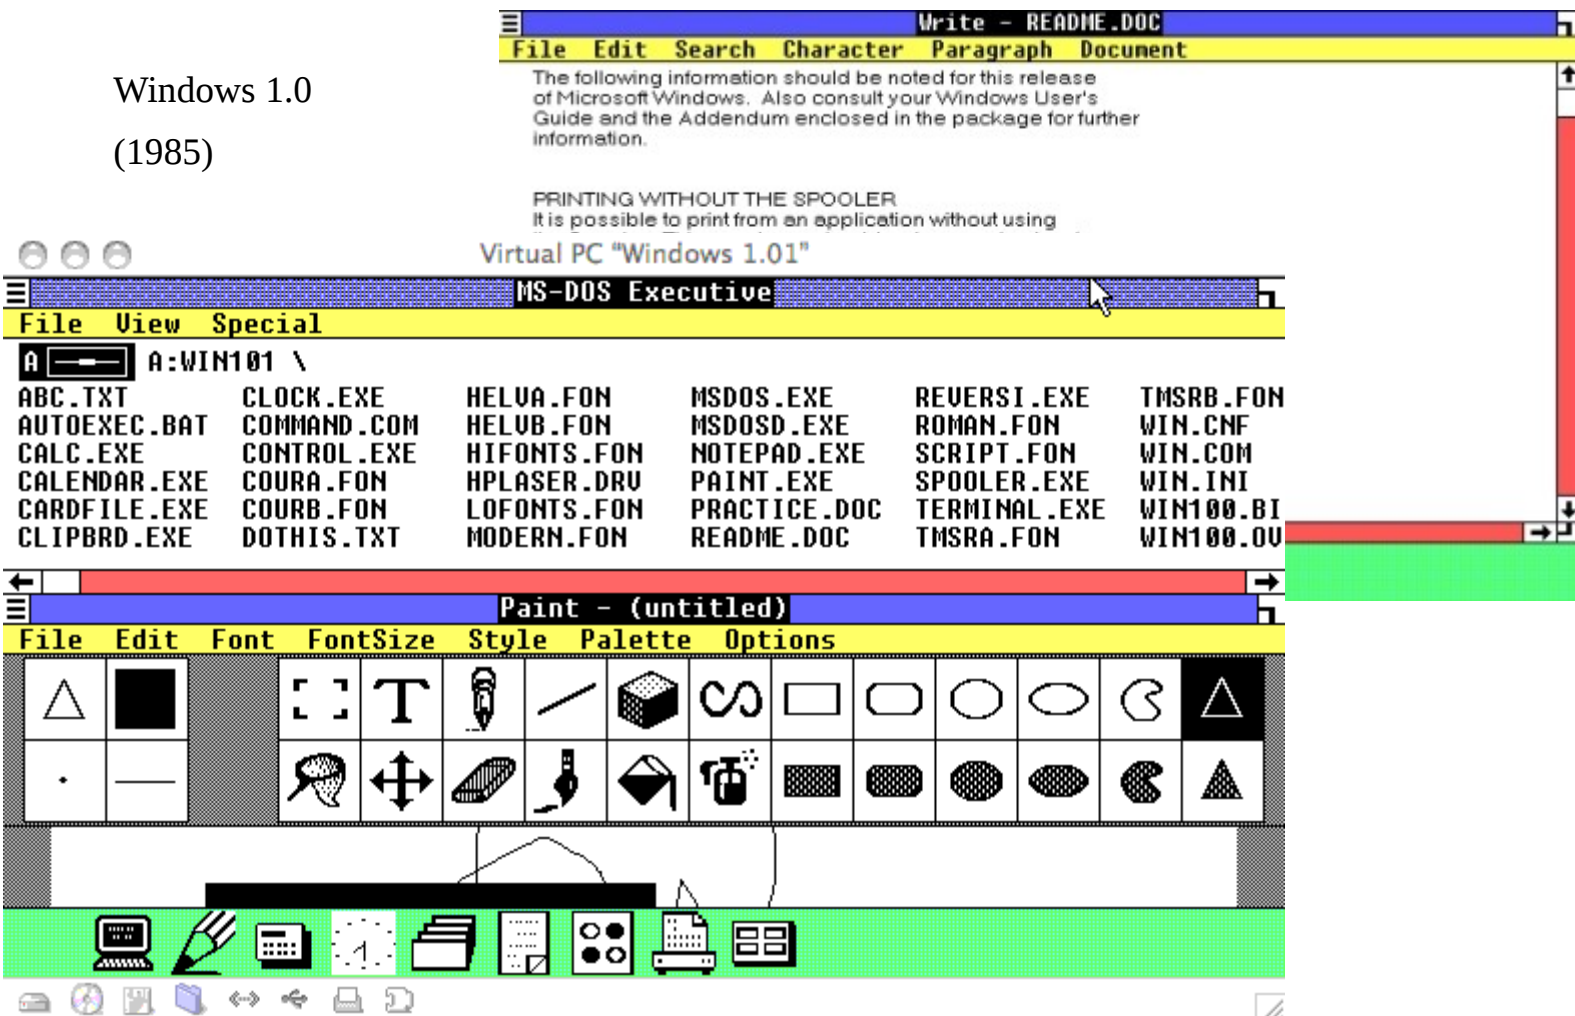 Windows 1.0
(1985)
Write - README.DOC
File Edit Search Character Paragraph Document
The following information should be noted for this release
of Microsoft Windows. Also consult your Windows User's
Guide and the Addendum enclosed in the package for further
information.
PRINTING WITHOUT THE SPOOLER
It is possible to print from an application without using
Virtual PC "Windows 1.01"
MS-DOS Executive
File View Special
A A:WIN101 \
ABC.TXT CLOCK.EXE HELVA.FON MSDOS.EXE REVERSI.EXE TMSRB.FON
AUTOEXEC.BAT COMMAND.COM HELVB.FON MSDOSD.EXE ROMAN.FON WIN.CNF
CALC.EXE CONTROL.EXE HIFONTS.FON NOTEPAD.EXE SCRIPT.FON WIN.COM
CALENDAR.EXE COURA.FON HPLASER.DRV PAINT.EXE SPOOLER.EXE WIN.INI
CARDFILE.EXE COURB.FON LOFONTS.FON PRACTICE.DOC TERMINAL.EXE WIN100.BI
CLIPBRD.EXE DOTHIS.TXT MODERN.FON README.DOC TMSRA.FON WIN100.OV
Paint - (untitled)
File Edit Font FontSize Style Palette Options
T